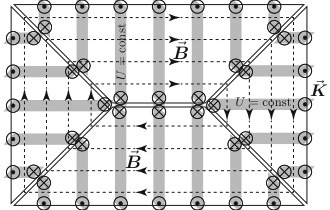 U = const
B⃗
K⃗
U = const
B⃗